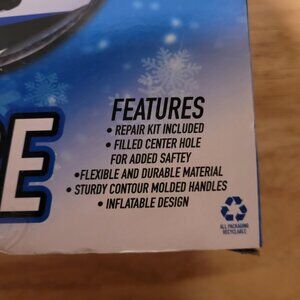 FEATURES
• REPAIR KIT INCLUDED
• FILLED CENTER HOLE
FOR ADDED SAFTEY
•FLEXIBLE AND DURABLE MATERIAL
• STURDY CONTOUR MOLDED HANDLES
• INFLATABLE DESIGN
E
ALL PACKAGING
RECYCLABLE